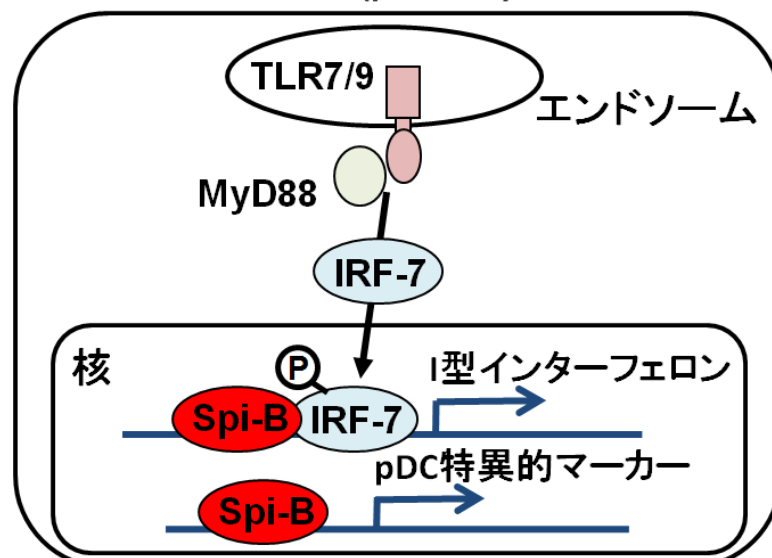 TLR7/9
エンドソーム
MyD88
IRF-7
核
P
I型インターフェロン
Spi-B
IRF-7
pDC特異的マーカー
Spi-B